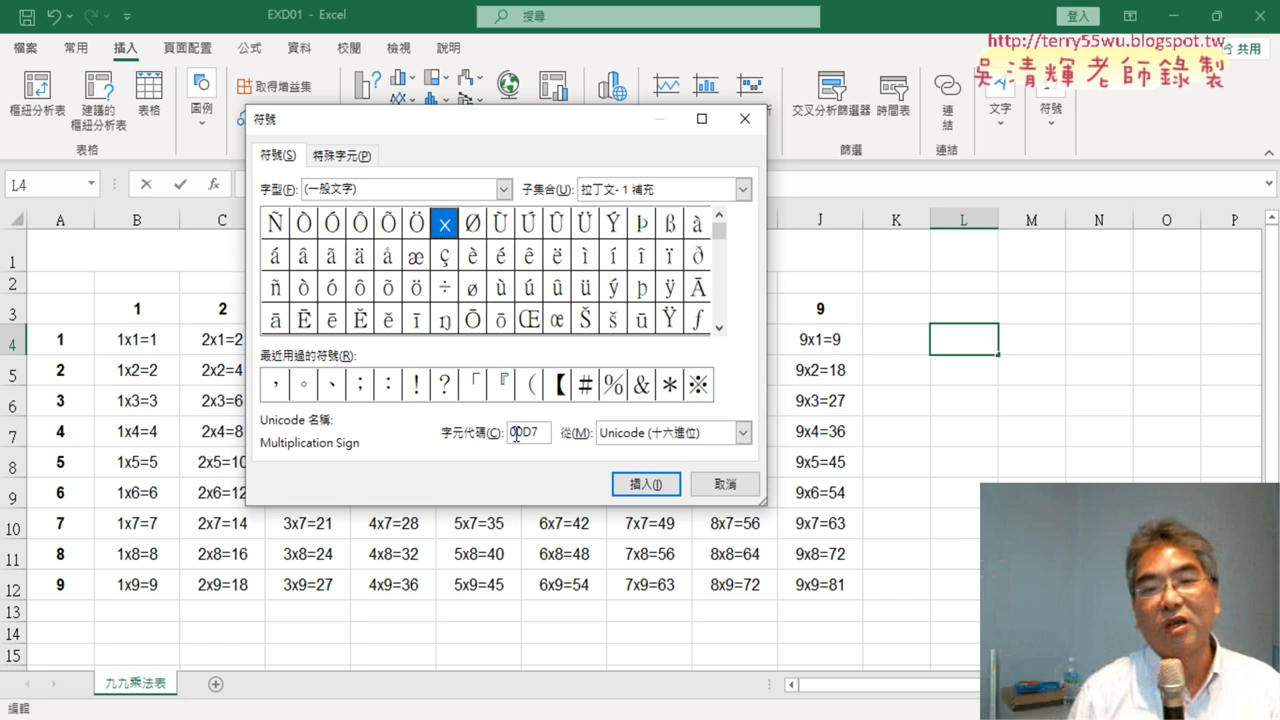 EXD01 - Excel
搜尋
登入
檔案 常用 插入 頁面配置 公式 資料 校閱 檢視 說明
共用
http://terry55wu.blogspot.tw
吳清輝老師錄製
樞紐分析表
建議的
樞紐分析表
表格
圖例
取得增益集
交叉分析篩選器
時間表
連
結
文字
符號
表格
篩選
連結
L4
fx
符號
符號(S) 特殊字元(P)
字型(F): (一般文字) 子集合(U): 拉丁文- 1 補充
Ñ Ò Ó Ô Õ Ö × Ø Ù Ú Û Ü Ý Þ ß à
á â ã ä å æ ç è é ê ë ì í î ï ð
ñ ò ó ô õ ö ÷ ø ù ú û ü ý þ ÿ Ā
ā Ē ē Ě ě ī ŋ Ō ō Œ œ Š š ū Ÿ ƒ
最近用過的符號(R):
， 。 、 ； ： ！ ？ 「 『 （ 【 # % & * ※
Unicode 名稱:
Multiplication Sign
字元代碼(C): 00D7 從(M): Unicode (十六進位)
插入(I) 取消
A B C J K L M N O P
1
2
3 1 2 9
4 1 1x1=1 2x1=2 9x1=9
5 2 1x2=2 2x2=4 9x2=18
6 3 1x3=3 2x3=6 9x3=27
7 4 1x4=4 2x4=8 9x4=36
8 5 1x5=5 2x5=10 9x5=45
9 6 1x6=6 2x6=12 9x6=54
10 7 1x7=7 2x7=14 3x7=21 4x7=28 5x7=35 6x7=42 7x7=49 8x7=56 9x7=63
11 8 1x8=8 2x8=16 3x8=24 4x8=32 5x8=40 6x8=48 7x8=56 8x8=64 9x8=72
12 9 1x9=9 2x9=18 3x9=27 4x9=36 5x9=45 6x9=54 7x9=63 8x9=72 9x9=81
13
14
15
九九乘法表
編輯